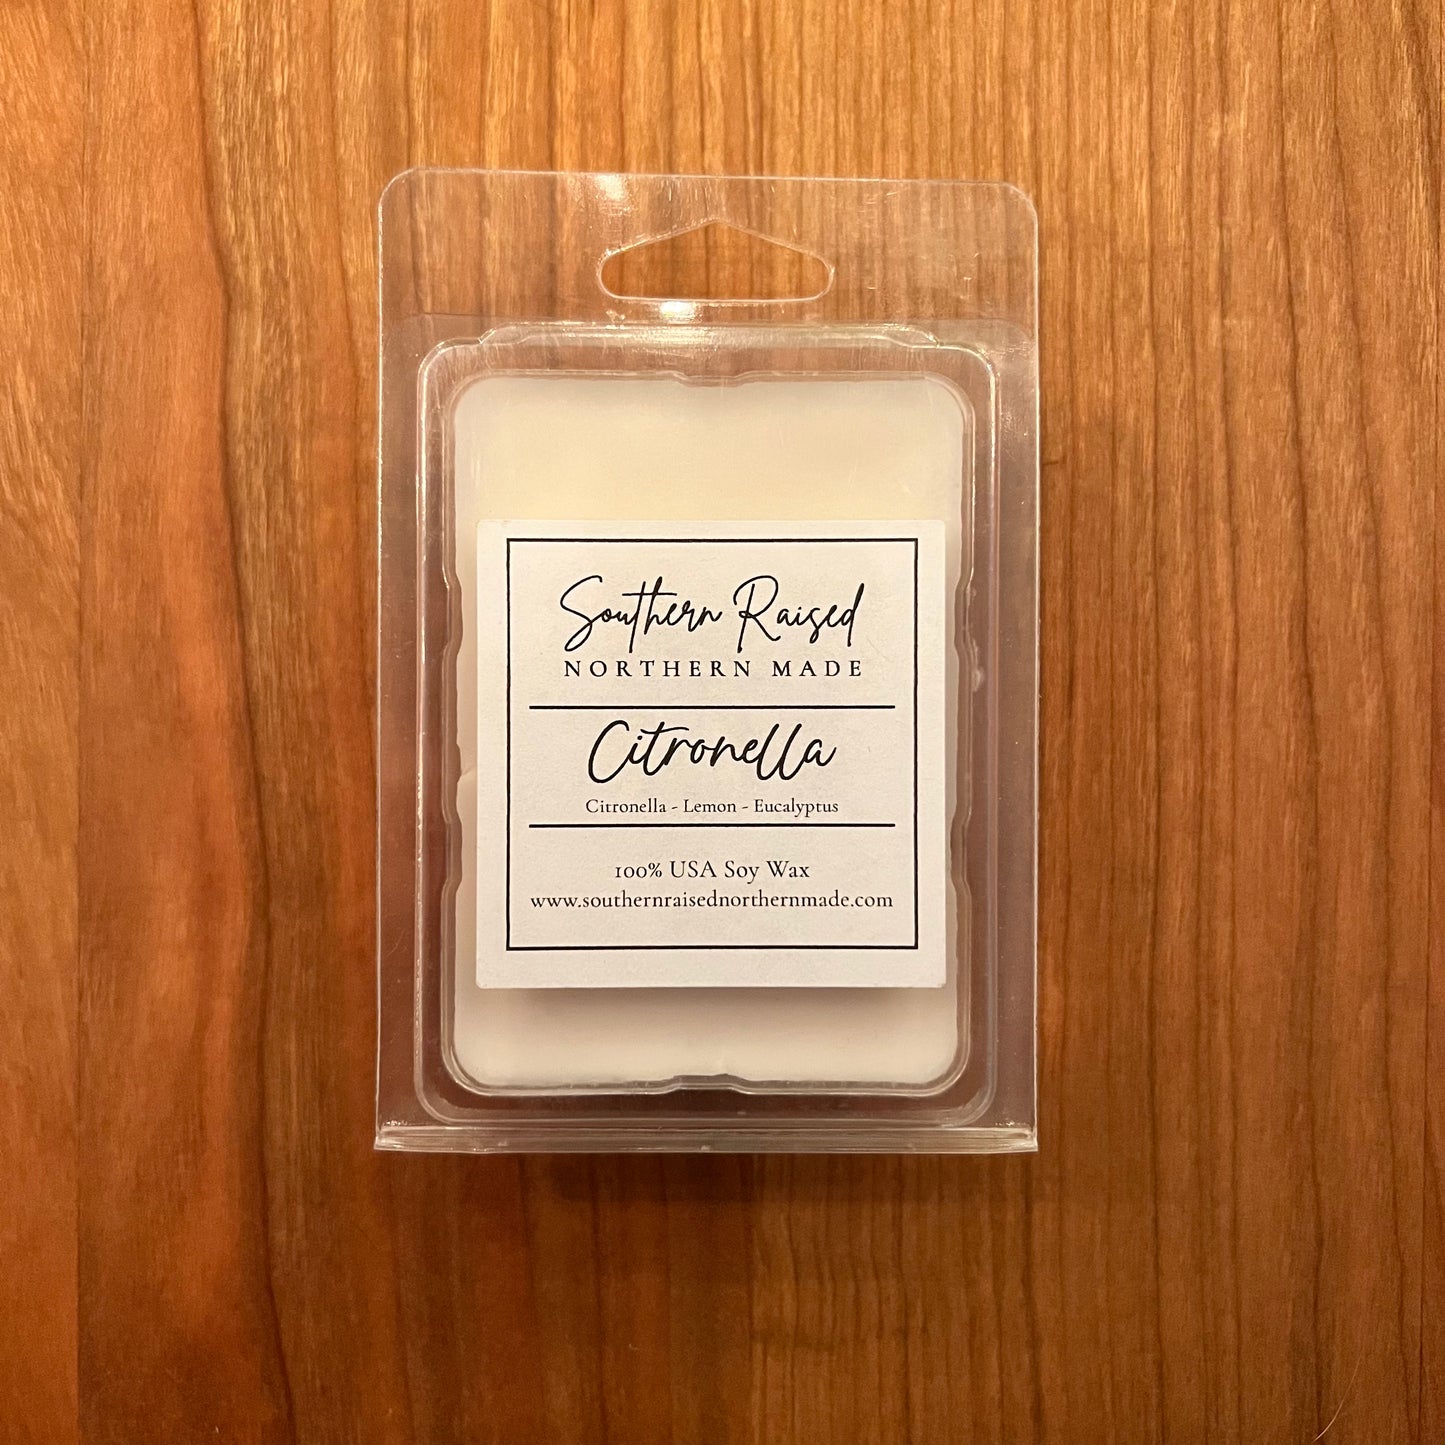 Southern Raised
NORTHERN MADE
Citronella
Citronella - Lemon - Eucalyptus
100% USA Soy Wax
www.southernraisednorthernmade.com